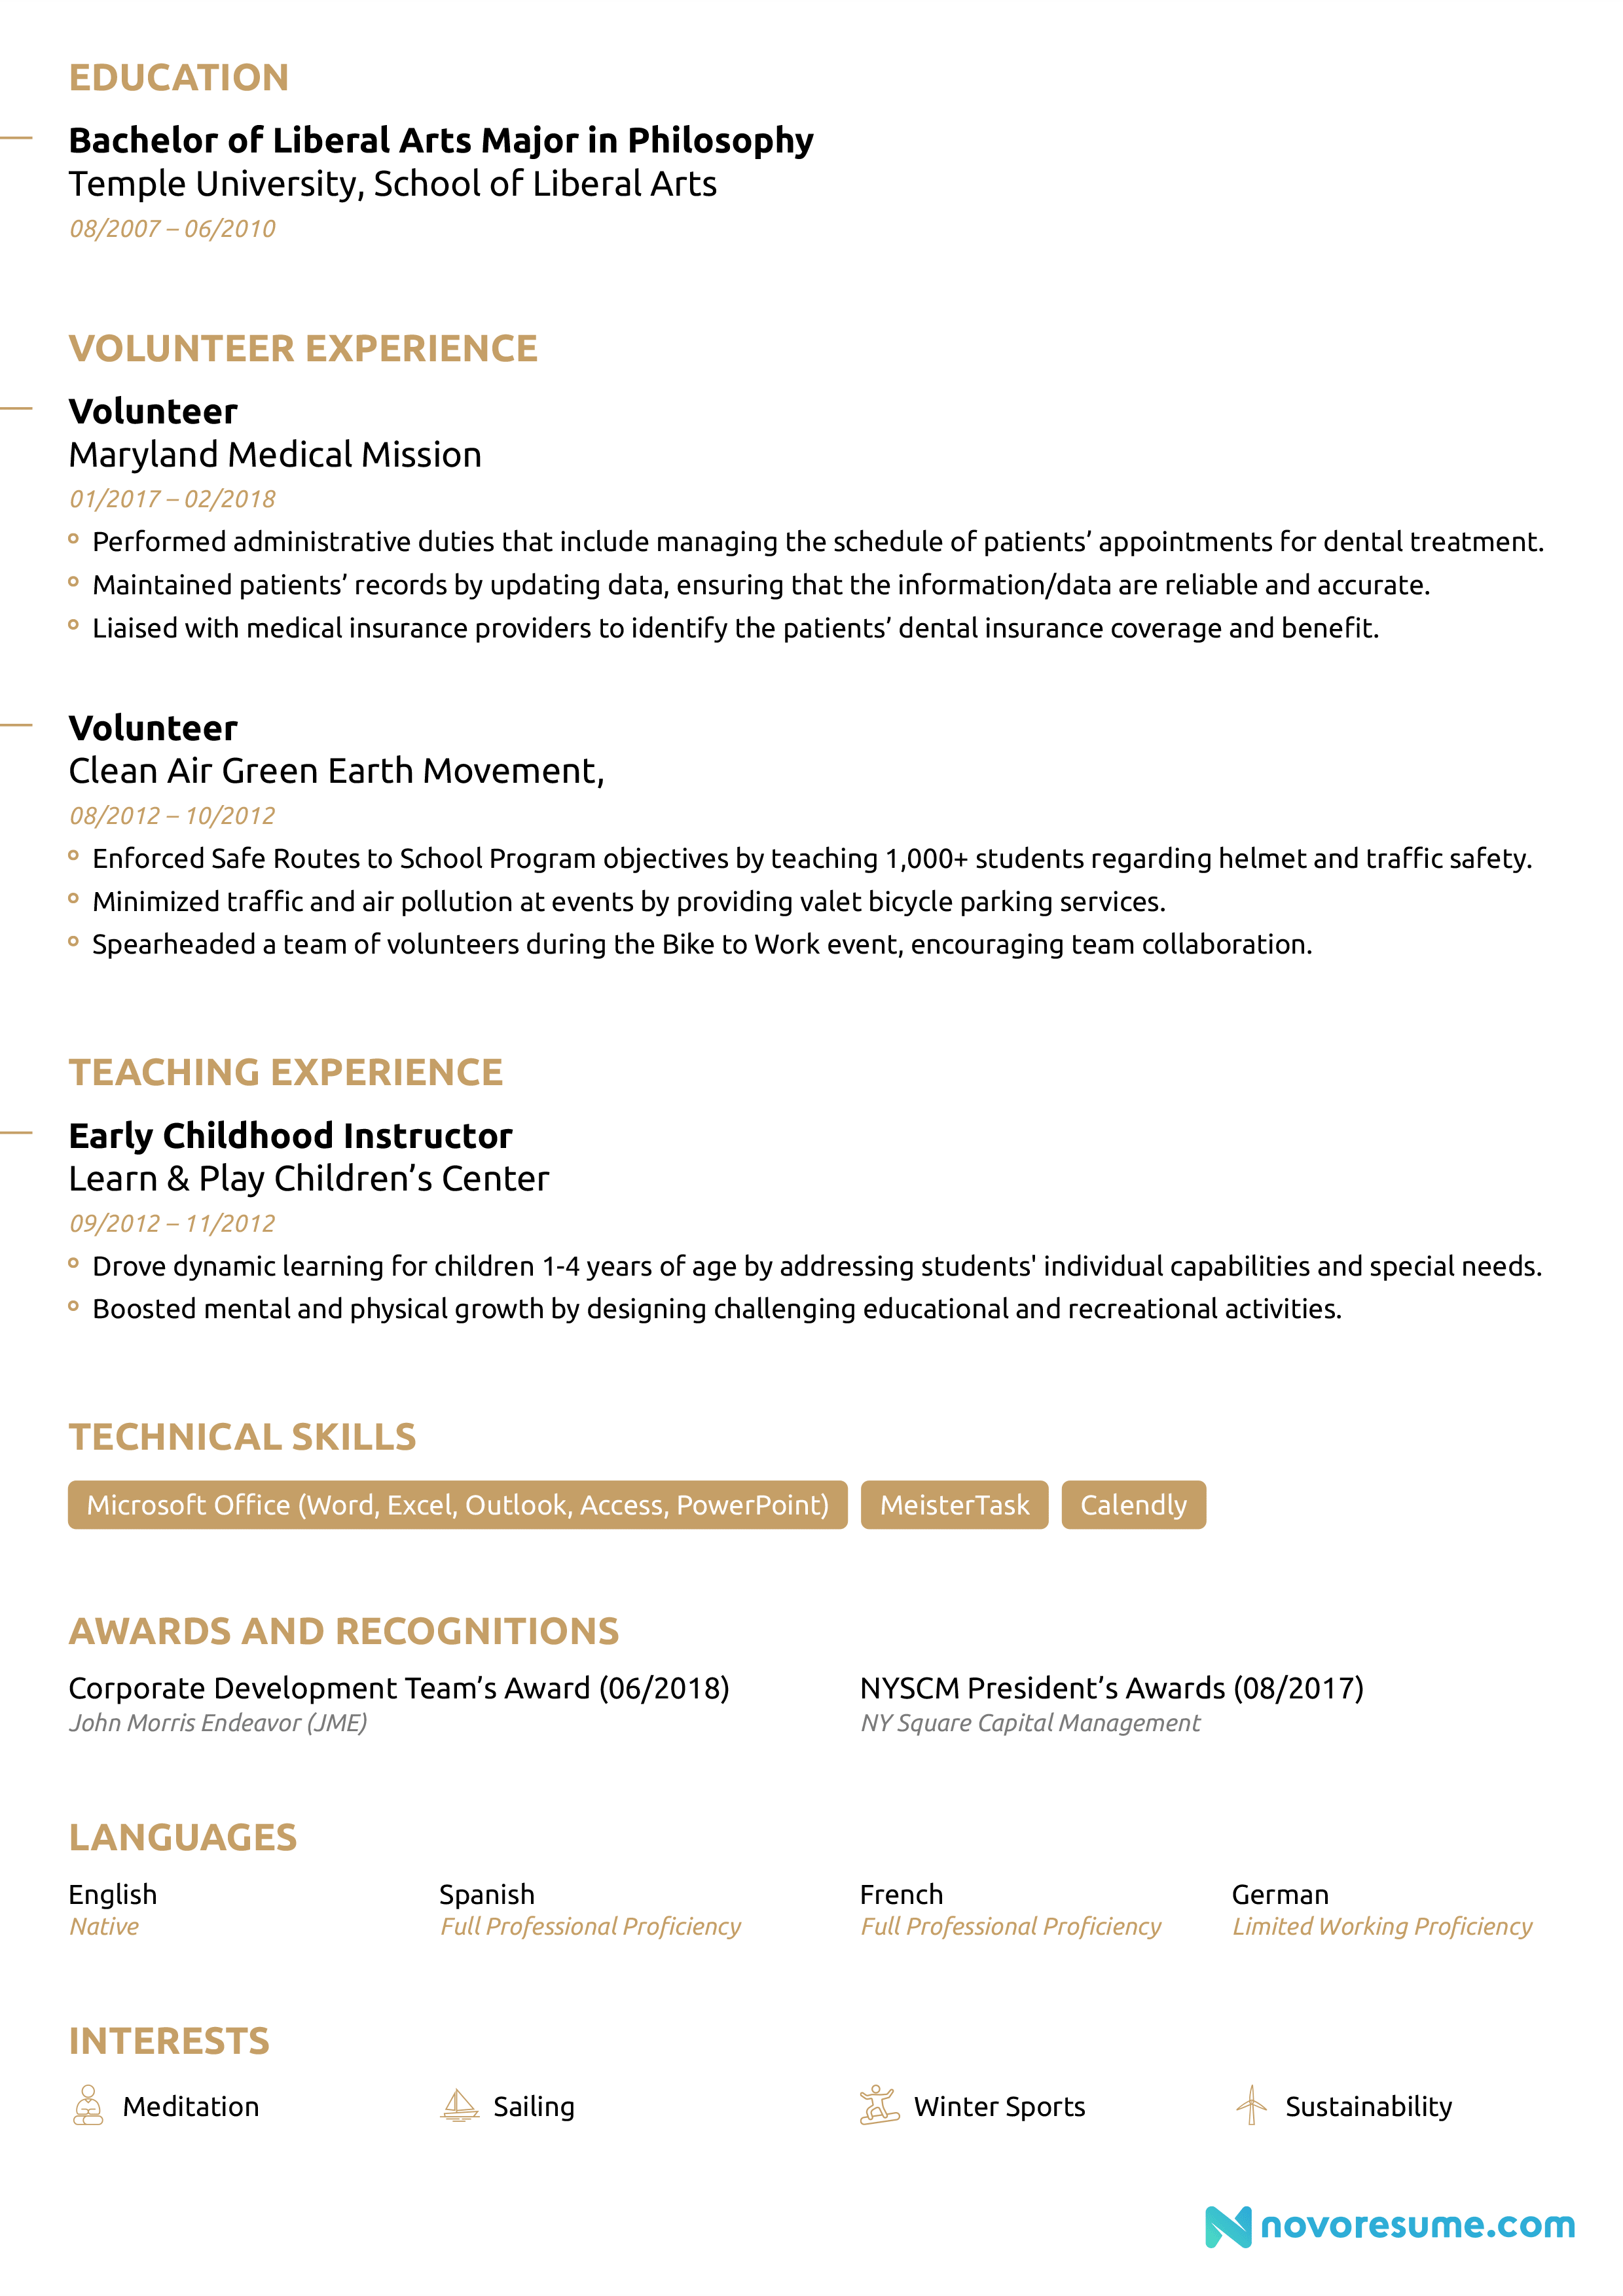 EDUCATION
Bachelor of Liberal Arts Major in Philosophy
Temple University, School of Liberal Arts
08/2007 – 06/2010
VOLUNTEER EXPERIENCE
Volunteer
Maryland Medical Mission
01/2017 – 02/2018
Performed administrative duties that include managing the schedule of patients’ appointments for dental treatment.
Maintained patients’ records by updating data, ensuring that the information/data are reliable and accurate.
Liaised with medical insurance providers to identify the patients’ dental insurance coverage and benefit.
Volunteer
Clean Air Green Earth Movement,
08/2012 – 10/2012
Enforced Safe Routes to School Program objectives by teaching 1,000+ students regarding helmet and traffic safety.
Minimized traffic and air pollution at events by providing valet bicycle parking services.
Spearheaded a team of volunteers during the Bike to Work event, encouraging team collaboration.
TEACHING EXPERIENCE
Early Childhood Instructor
Learn & Play Children’s Center
09/2012 – 11/2012
Drove dynamic learning for children 1-4 years of age by addressing students' individual capabilities and special needs.
Boosted mental and physical growth by designing challenging educational and recreational activities.
TECHNICAL SKILLS
Microsoft Office (Word, Excel, Outlook, Access, PowerPoint) MeisterTask Calendly
AWARDS AND RECOGNITIONS
Corporate Development Team’s Award (06/2018) NYSCM President’s Awards (08/2017)
John Morris Endeavor (JME) NY Square Capital Management
LANGUAGES
English Spanish French German
Native Full Professional Proficiency Full Professional Proficiency Limited Working Proficiency
INTERESTS
Meditation Sailing Winter Sports Sustainability
novoresume.com